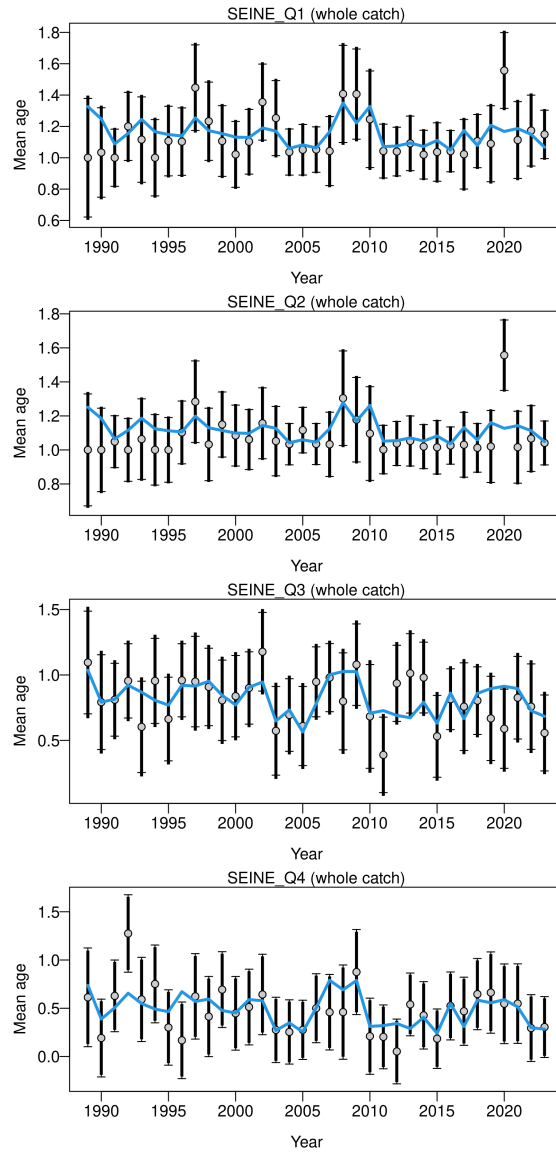 SEINE_Q1 (whole catch)
1.8
1.6
1.4
1.2
1.0
0.8
0.6
Mean age
1990 1995 2000 2005 2010 2015 2020
Year
SEINE_Q2 (whole catch)
1.8
1.6
1.4
1.2
1.0
0.8
Mean age
1990 1995 2000 2005 2010 2015 2020
Year
SEINE_Q3 (whole catch)
1.5
1.0
0.5
Mean age
1990 1995 2000 2005 2010 2015 2020
Year
SEINE_Q4 (whole catch)
1.5
1.0
0.5
0.0
Mean age
1990 1995 2000 2005 2010 2015 2020
Year